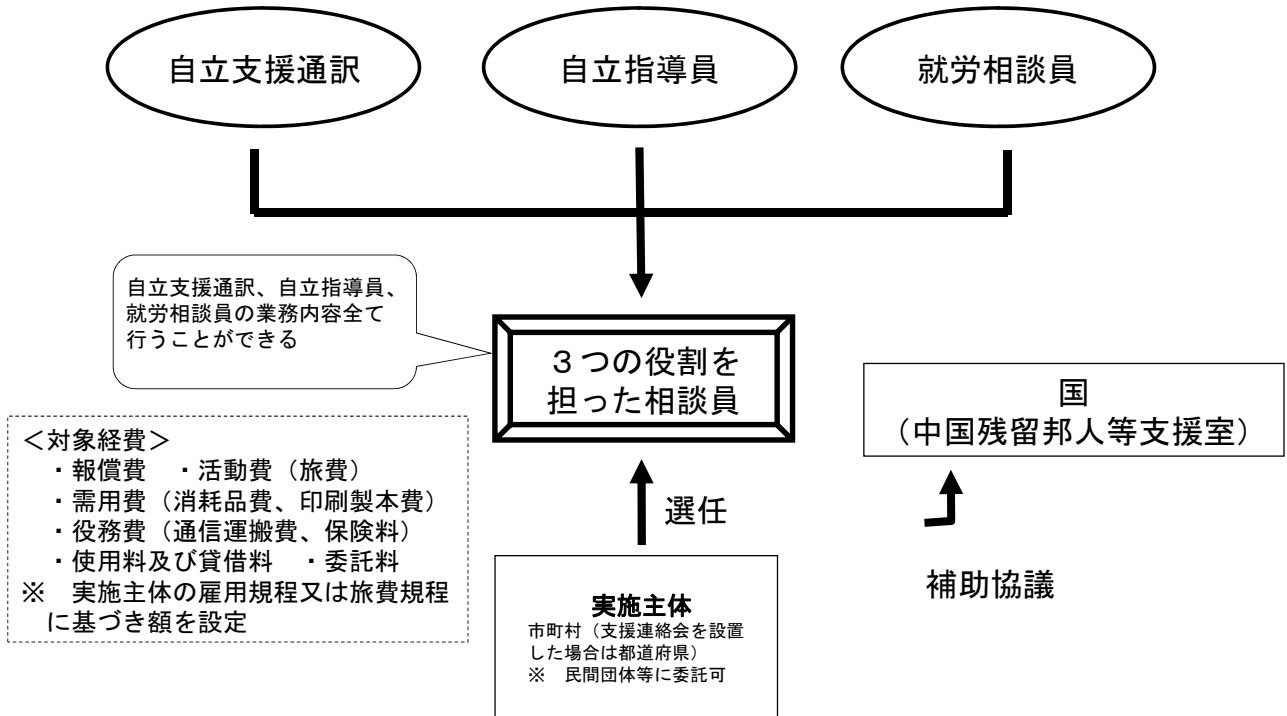 自立支援通訳
自立指導員
就労相談員
自立支援通訳、自立指導員、
就労相談員の業務内容全て
行うことができる
３つの役割を
担った相談員
国
（中国残留邦人等支援室）
＜対象経費＞
・報償費　・活動費（旅費）
・需用費（消耗品費、印刷製本費）
・役務費（通信運搬費、保険料）
・使用料及び貸借料　・委託料
※　実施主体の雇用規程又は旅費規程
に基づき額を設定
選任
補助協議
実施主体
市町村（支援連絡会を設置
した場合は都道府県）
※　民間団体等に委託可